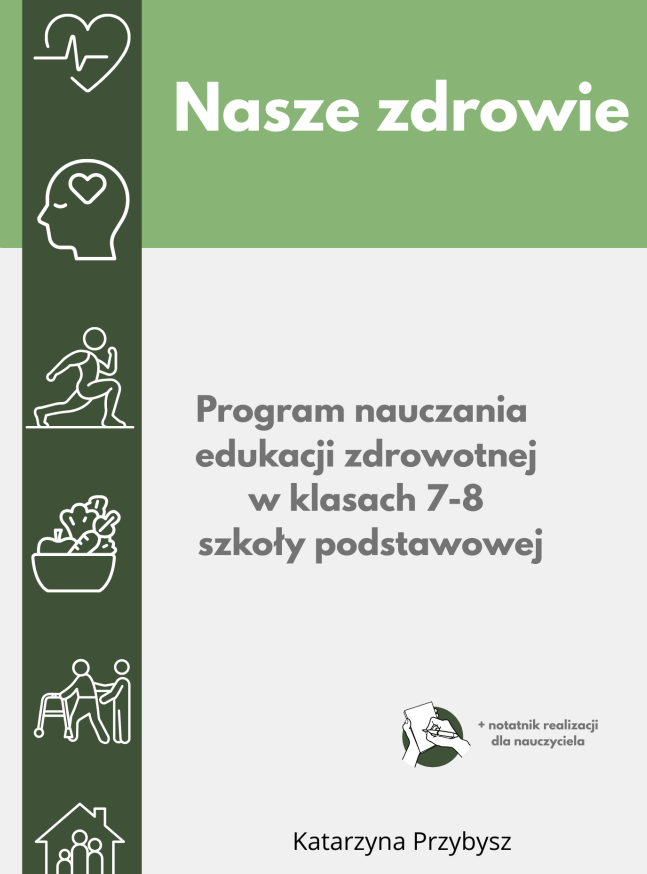 Nasze zdrowie
Program nauczania
edukacji zdrowotnej
w klasach 7-8
szkoły podstawowej
+ notatnik realizacji
dla nauczyciela
Katarzyna Przybysz